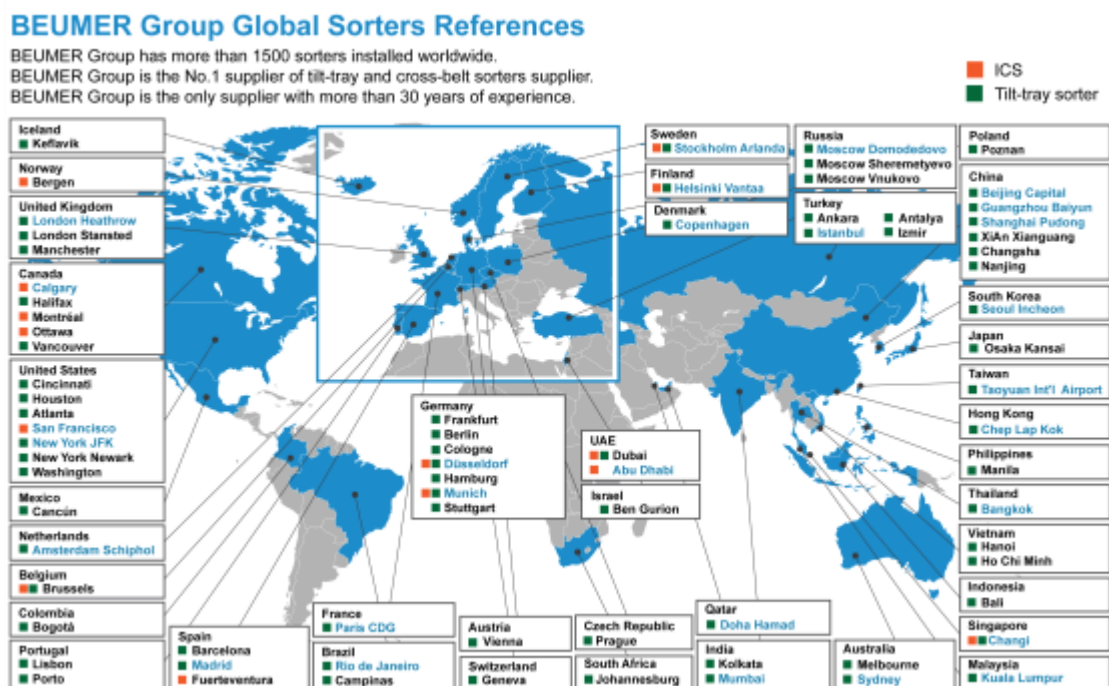 BEUMER Group Global Sorters References
BEUMER Group has more than 1500 sorters installed worldwide.
BEUMER Group is the No.1 supplier of tilt-tray and cross-belt sorters supplier.
BEUMER Group is the only supplier with more than 30 years of experience.
ICS
Tilt-tray sorter
Iceland
Keflavik
Norway
Bergen
United Kingdom
London Heathrow
London Stansted
Manchester
Canada
Calgary
Halifax
Montréal
Ottawa
Vancouver
United States
Cincinnati
Houston
Atlanta
San Francisco
New York JFK
New York Newark
Washington
Mexico
Cancún
Netherlands
Amsterdam Schiphol
Belgium
Brussels
Colombia
Bogotá
Portugal
Lisbon
Porto
Spain
Barcelona
Madrid
Fuerteventura
France
Paris CDG
Brazil
Rio de Janeiro
Campinas
Germany
Frankfurt
Berlin
Cologne
Düsseldorf
Hamburg
Munich
Stuttgart
Austria
Vienna
Switzerland
Geneva
UAE
Dubai
Abu Dhabi
Israel
Ben Gurion
Czech Republic
Prague
South Africa
Johannesburg
Qatar
Doha Hamad
India
Kolkata
Mumbai
Sweden
Stockholm Arlanda
Finland
Helsinki Vantaa
Denmark
Copenhagen
Russia
Moscow Domodedovo
Moscow Sheremetyevo
Moscow Vnukovo
Turkey
Ankara Antalya
Istanbul Izmir
Poland
Poznan
China
Beijing Capital
Guangzhou Baiyun
Shanghai Pudong
XiAn Xianguang
Changsha
Nanjing
South Korea
Seoul Incheon
Japan
Osaka Kansai
Taiwan
Taoyuan Int'l Airport
Hong Kong
Chep Lap Kok
Philippines
Manila
Thailand
Bangkok
Vietnam
Hanoi
Ho Chi Minh
Indonesia
Bali
Singapore
Changi
Malaysia
Kuala Lumpur
Australia
Melbourne
Sydney